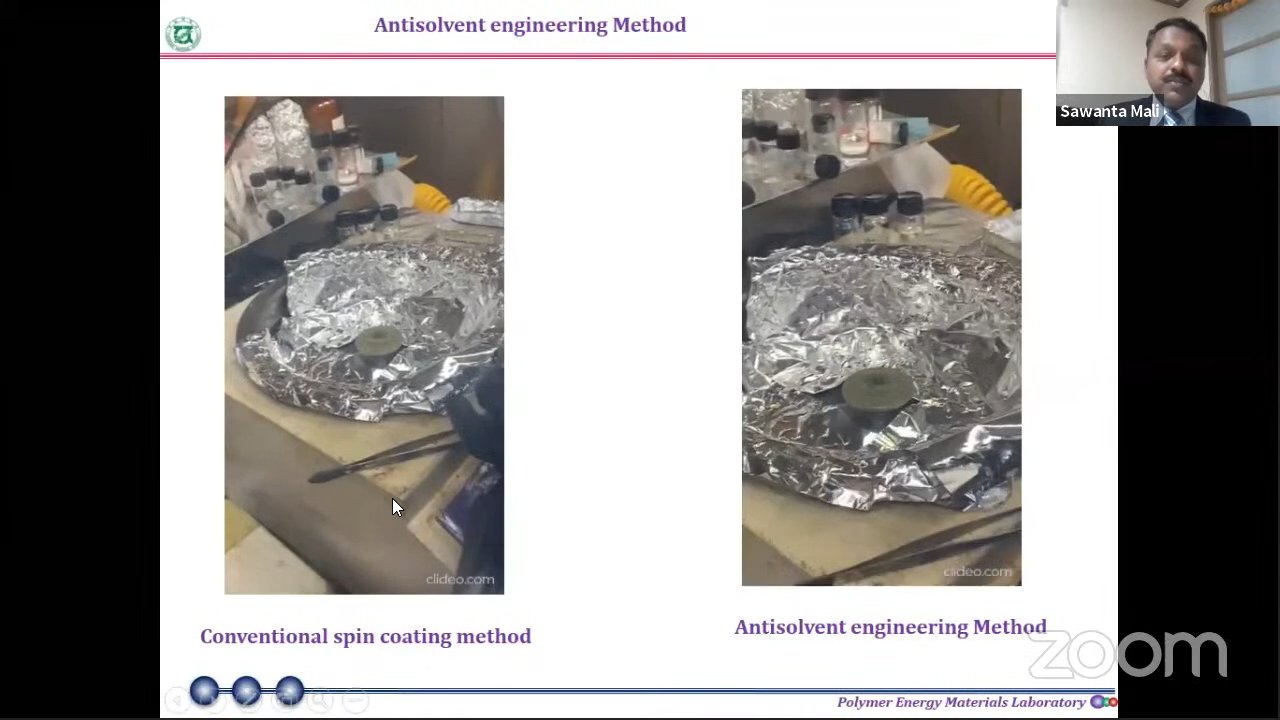 Antisolvent engineering Method
Sawanta Mali
clideo.com
clideo.com
Conventional spin coating method
Antisolvent engineering Method
zoom
Polymer Energy Materials Laboratory